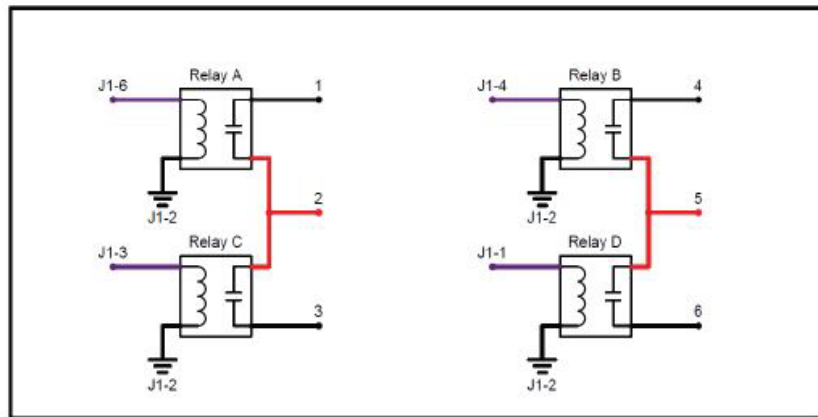 Relay A
J1-6
1
J1-2
2
Relay C
J1-3
3
J1-2
Relay B
J1-4
4
J1-2
5
Relay D
J1-1
6
J1-2